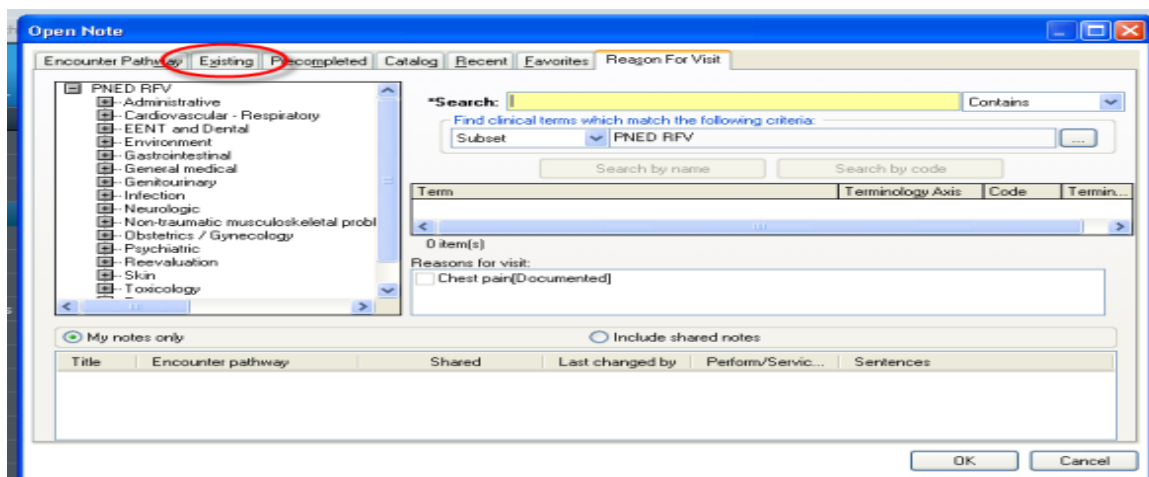 Open Note
Encounter Pathway Existing Precompleted Catalog Recent Favorites Reason For Visit
PNED RFV
Administrative
Cardiovascular - Respiratory
EENT and Dental
Environment
Gastrointestinal
General medical
Genitourinary
Infection
Neurologic
Non-traumatic musculoskeletal probl
Obstetrics / Gynecology
Psychiatric
Reevaluation
Skin
Toxicology
*Search: Contains
Find clinical terms which match the following criteria:
Subset PNED RFV ...
Search by name Search by code
Term Terminology Axis Code Termin...
0 item(s)
Reasons for visit:
Chest pain[Documented]
My notes only Include shared notes
Title Encounter pathway Shared Last changed by Perform/Servic... Sentences
OK Cancel